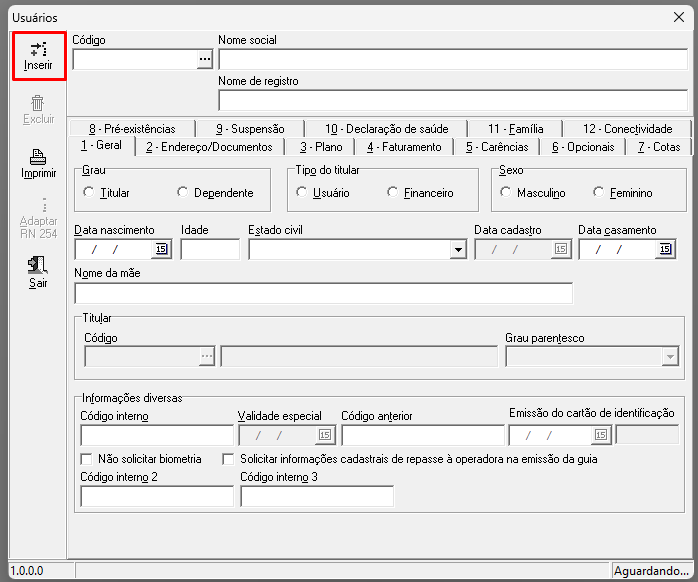 Usuários
Inserir
Excluir
Imprimir
Adaptar
RN 254
Sair
Código
Nome social
...
Nome de registro
8 - Pré-existências
9 - Suspensão
10 - Declaração de saúde
11 - Família
12 - Conectividade
1 - Geral
2 - Endereço/Documentos
3 - Plano
4 - Faturamento
5 - Carências
6 - Opcionais
7 - Cotas
Grau
Titular
Dependente
Tipo do titular
Usuário
Financeiro
Sexo
Masculino
Feminino
Data nascimento
Idade
Estado civil
Data cadastro
Data casamento
/ / 15
/ / 15
/ / 15
Nome da mãe
Titular
Código
Grau parentesco
...
Informações diversas
Código interno
Validade especial
Código anterior
Emissão do cartão de identificação
/ / 15
/ / 15
Não solicitar biometria
Solicitar informações cadastrais de repasse à operadora na emissão da guia
Código interno 2
Código interno 3
1.0.0.0
Aguardando...